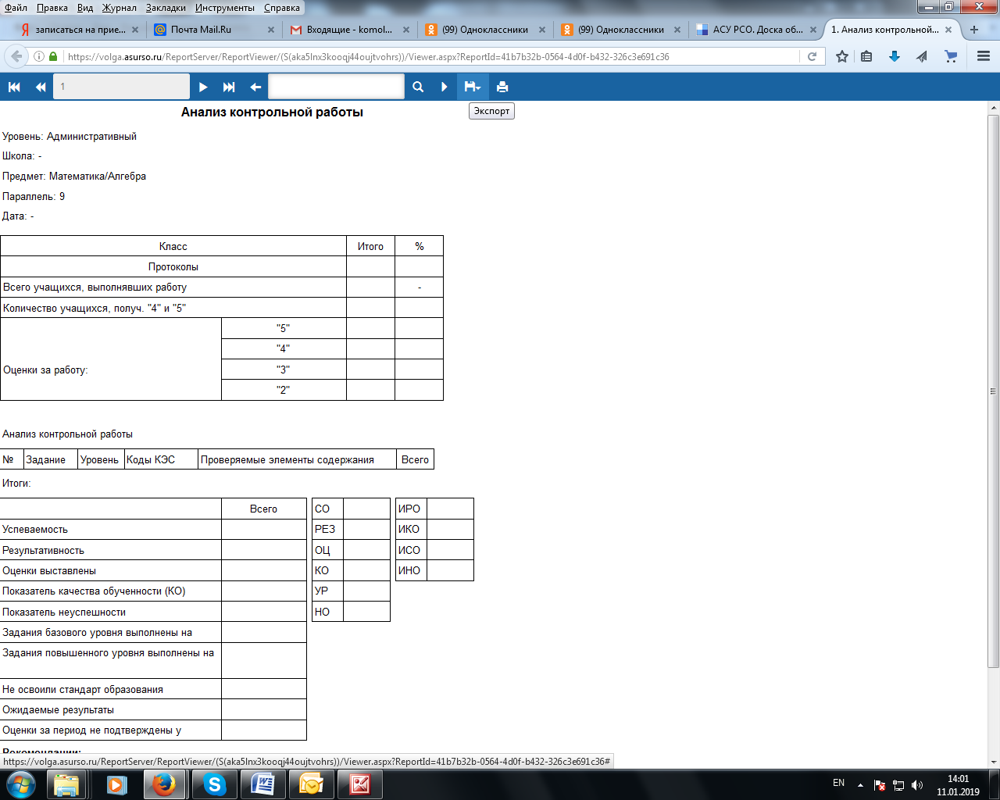 Файл Правка Вид Журнал Закладки Инструменты Справка
записаться на прие...
Почта Mail.Ru
Входящие - komol...
(99) Одноклассники
(99) Одноклассники
АСУ РСО. Доска об...
1. Анализ контрольной...
https://volga.asurso.ru/ReportServer/ReportViewer/(S(aka5lnx3kooqj44oujtvohrs))/Viewer.aspx?ReportId=41b7b32b-0564-4d0f-b432-326c3e691c36
1
Экспорт
Анализ контрольной работы
Уровень: Административный
Школа: -
Предмет: Математика/Алгебра
Параллель: 9
Дата: -
Класс Итого %
Протоколы
Всего учащихся, выполнявших работу -
Количество учащихся, получ. "4" и "5"
Оценки за работу:
"5"
"4"
"3"
"2"
Анализ контрольной работы
№ Задание Уровень Коды КЭС Проверяемые элементы содержания Всего
Итоги:
Всего СО ИРО
Успеваемость РЕЗ ИКО
Результативность ОЦ ИСО
Оценки выставлены КО ИНО
Показатель качества обученности (КО) УР
Показатель неуспешности НО
Задания базового уровня выполнены на
Задания повышенного уровня выполнены на
Не освоили стандарт образования
Ожидаемые результаты
Оценки за период не подтверждены у
Рекомендации:
https://volga.asurso.ru/ReportServer/ReportViewer/(S(aka5lnx3kooqj44oujtvohrs))/Viewer.aspx?ReportId=41b7b32b-0564-4d0f-b432-326c3e691c36#
EN
14:01
11.01.2019